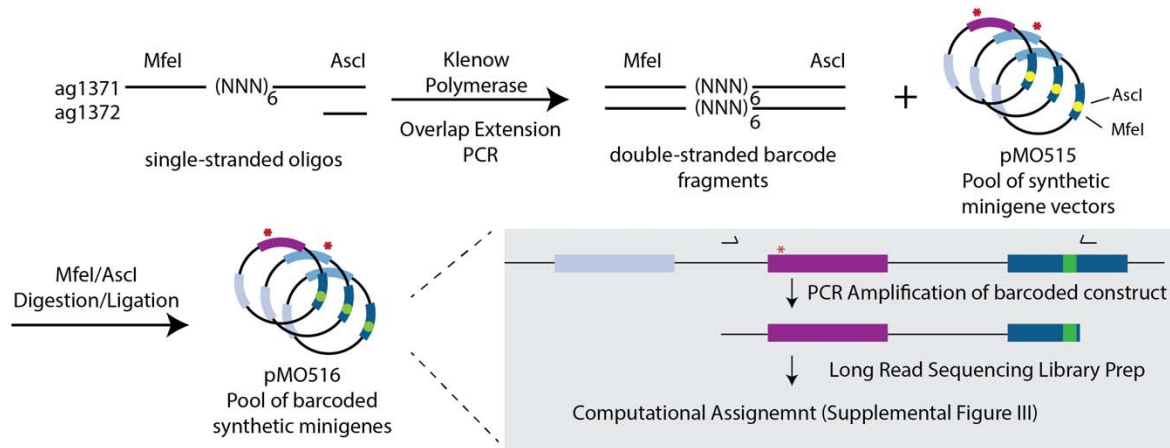 MfeI AscI
ag1371 (NNN)6
ag1372
single-stranded oligos
Klenow
Polymerase
Overlap Extension
PCR
MfeI AscI
(NNN)6
(NNN)6
double-stranded barcode
fragments
+
*
*
AscI
MfeI
pMO515
Pool of synthetic
minigene vectors
MfeI/AscI
Digestion/Ligation
*
*
pMO516
Pool of barcoded
synthetic minigenes
*
PCR Amplification of barcoded construct
Long Read Sequencing Library Prep
Computational Assignemnt (Supplemental Figure III)